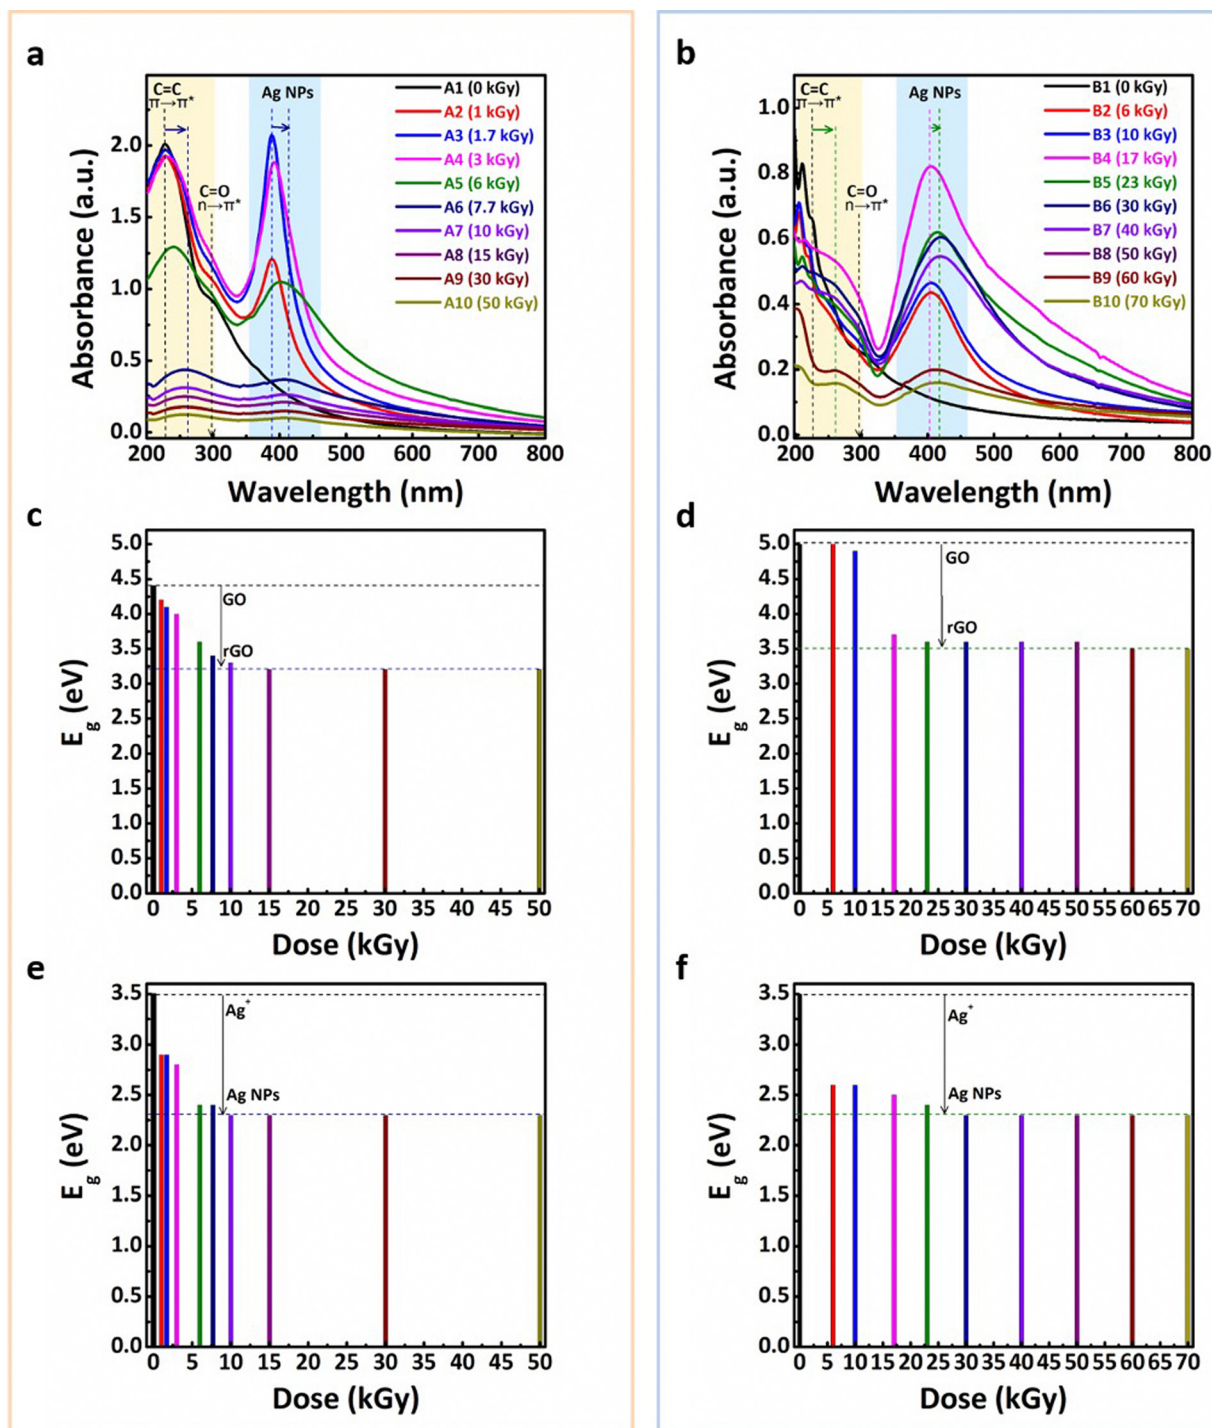 a
C=C
π→π*
Ag NPs
C=O
n→π*
A1 (0 kGy)
A2 (1 kGy)
A3 (1.7 kGy)
A4 (3 kGy)
A5 (6 kGy)
A6 (7.7 kGy)
A7 (10 kGy)
A8 (15 kGy)
A9 (30 kGy)
A10 (50 kGy)
2.0
1.5
1.0
0.5
0.0
Absorbance (a.u.)
200 300 400 500 600 700 800
Wavelength (nm)
b
C=C
π→π*
Ag NPs
C=O
n→π*
B1 (0 kGy)
B2 (6 kGy)
B3 (10 kGy)
B4 (17 kGy)
B5 (23 kGy)
B6 (30 kGy)
B7 (40 kGy)
B8 (50 kGy)
B9 (60 kGy)
B10 (70 kGy)
1.0
0.8
0.6
0.4
0.2
0.0
Absorbance (a.u.)
200 300 400 500 600 700 800
Wavelength (nm)
c
5.0
4.5
4.0
3.5
3.0
2.5
2.0
1.5
1.0
0.5
0.0
E g (eV)
GO
rGO
0 5 10 15 20 25 30 35 40 45 50
Dose (kGy)
d
5.0
4.5
4.0
3.5
3.0
2.5
2.0
1.5
1.0
0.5
0.0
E g (eV)
GO
rGO
0 5 10 15 20 25 30 35 40 45 50 55 60 65 70
Dose (kGy)
e
3.5
3.0
2.5
2.0
1.5
1.0
0.5
0.0
E g (eV)
Ag+
Ag NPs
0 5 10 15 20 25 30 35 40 45 50
Dose (kGy)
f
3.5
3.0
2.5
2.0
1.5
1.0
0.5
0.0
E g (eV)
Ag+
Ag NPs
0 5 10 15 20 25 30 35 40 45 50 55 60 65 70
Dose (kGy)